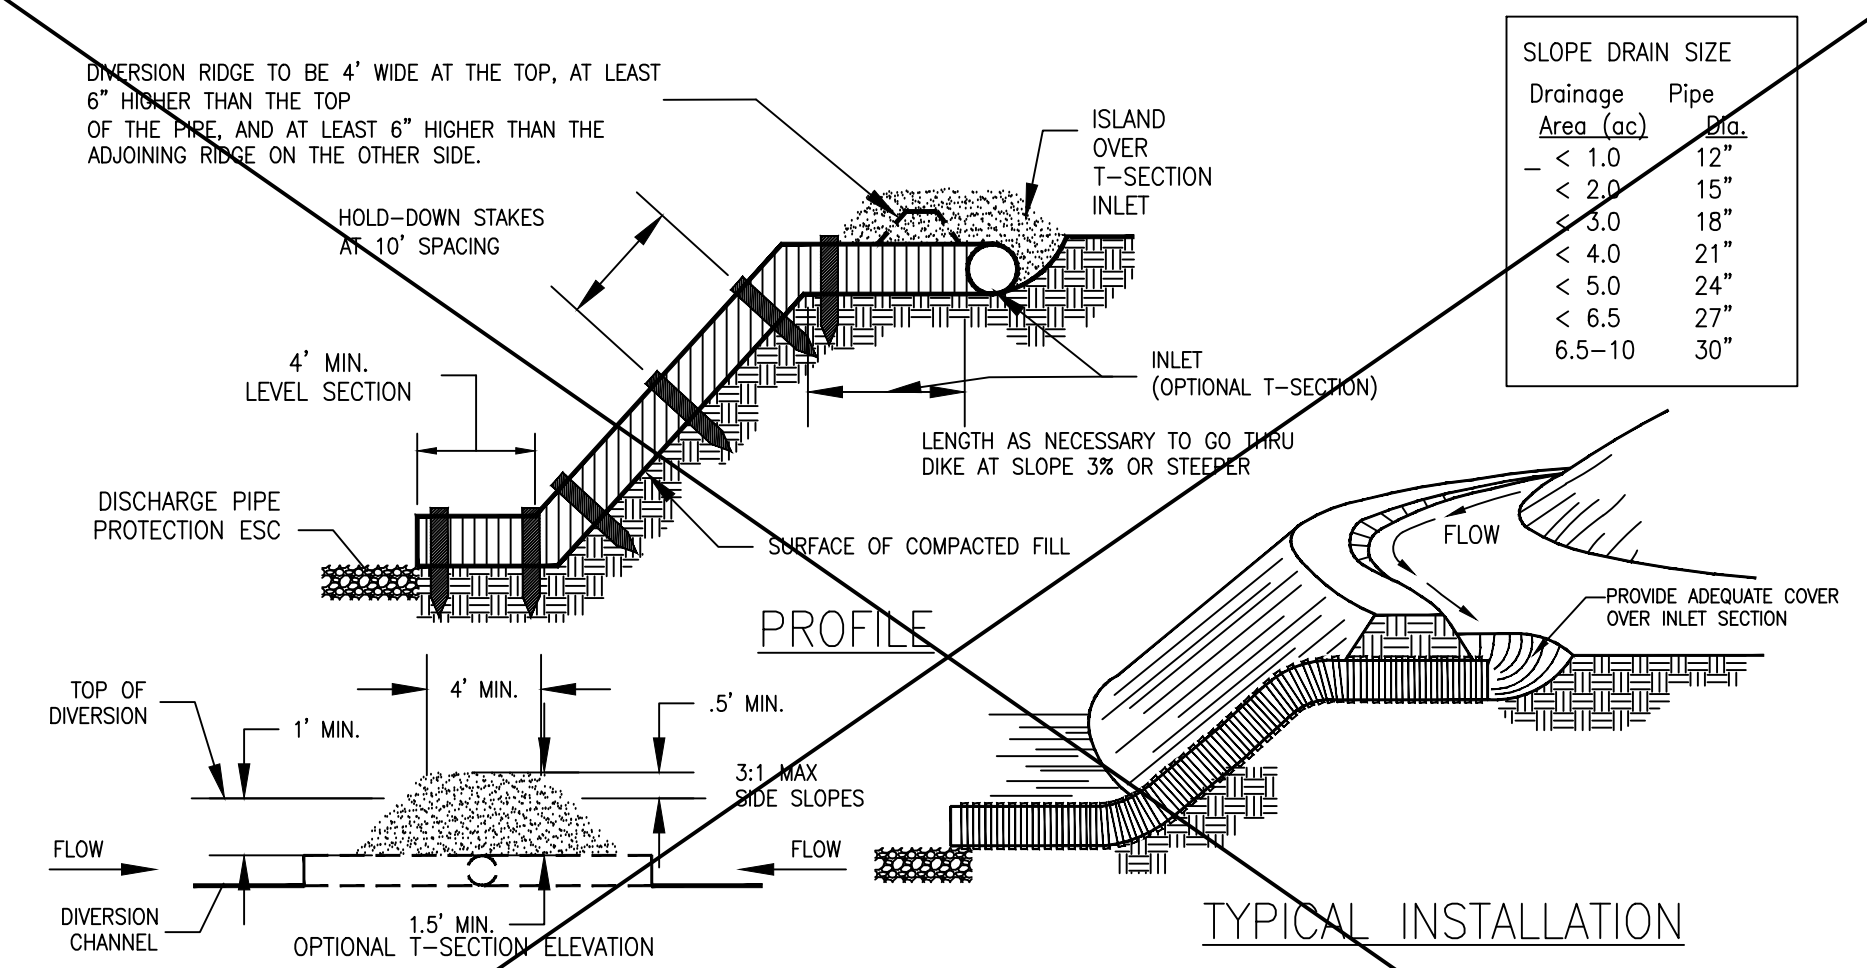 DIVERSION RIDGE TO BE 4' WIDE AT THE TOP, AT LEAST
6" HIGHER THAN THE TOP
OF THE PIPE, AND AT LEAST 6" HIGHER THAN THE
ADJOINING RIDGE ON THE OTHER SIDE.
HOLD-DOWN STAKES
AT 10' SPACING
ISLAND
OVER
T-SECTION
INLET
4' MIN.
LEVEL SECTION
INLET
(OPTIONAL T-SECTION)
LENGTH AS NECESSARY TO GO THRU
DIKE AT SLOPE 3% OR STEEPER
DISCHARGE PIPE
PROTECTION ESC
SURFACE OF COMPACTED FILL
PROFILE
SLOPE DRAIN SIZE
Drainage Pipe
Area (ac) Dia.
_ < 1.0 12"
< 2.0 15"
< 3.0 18"
< 4.0 21"
< 5.0 24"
< 6.5 27"
6.5-10 30"
FLOW
PROVIDE ADEQUATE COVER
OVER INLET SECTION
TYPICAL INSTALLATION
TOP OF
DIVERSION
1' MIN.
4' MIN.
.5' MIN.
3:1 MAX
SIDE SLOPES
FLOW
FLOW
DIVERSION
CHANNEL
1.5' MIN.
OPTIONAL T-SECTION ELEVATION